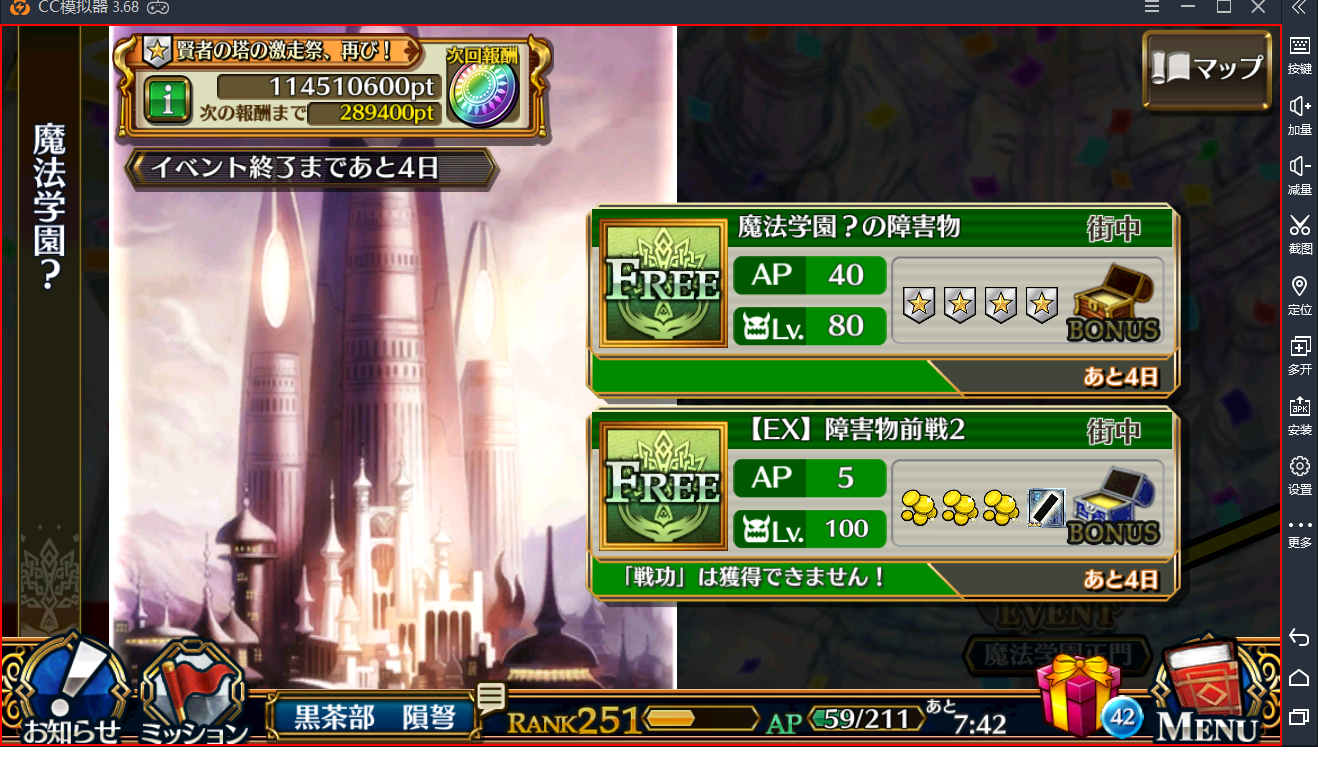 CC模拟器 3.68
賢者の塔の激走祭、再び！
次回報酬
114510600pt
次の報酬まで 289400pt
イベント終了まであと4日
マップ
魔法学園？
魔法学園？の障害物 街中
FREE
AP 40
Lv. 80
BONUS
あと4日
【EX】障害物前戦2 街中
FREE
AP 5
Lv. 100
BONUS
「戦功」は獲得できません！ あと4日
EVENT
魔法学園正門
お知らせ
ミッション
黒茶部 隕弩
RANK251
AP 59/211
あと7:42
42
MENU
按键
加量
减量
截图
定位
多开
APK
安装
设置
更多